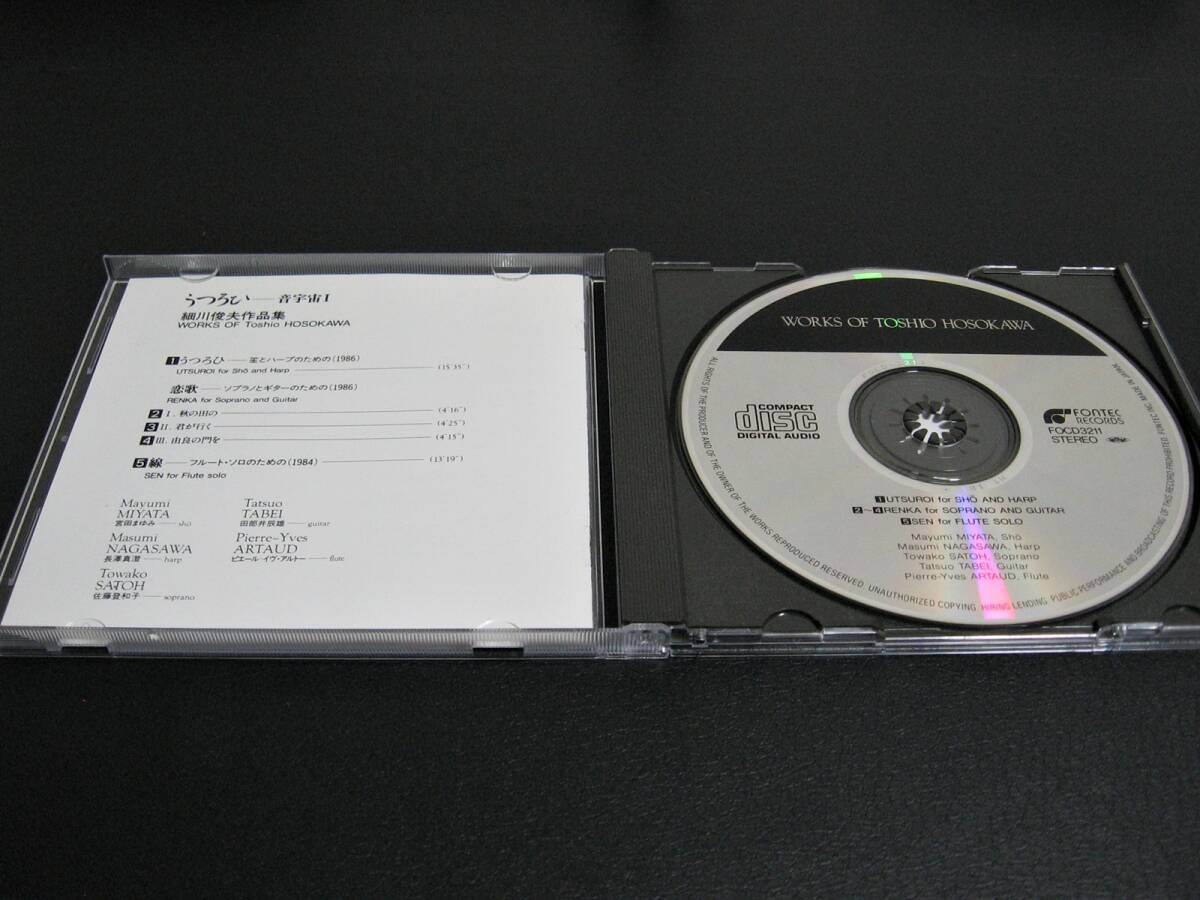 うつろひ──音宇宙I
細川俊夫作品集
WORKS OF Toshio HOSOKAWA
1 うつろひ──笙とハープのための(1986)
UTSUROI for Shō and Harp (15'35")
恋歌──ソプラノとギターのための(1986)
RENKA for Soprano and Guitar
2 I. 秋の田の (4'16")
3 II. 君が行く (4'25")
4 III. 由良の門を (4'15")
5 線──フルート・ソロのための(1984) (13'19")
SEN for Flute solo
Mayumi
MIYATA
宮田まゆみ──shō
Masumi
NAGASAWA
長澤真澄──harp
Towako
SATOH
佐藤登和子──soprano
Tatsuo
TABEI
田部井辰雄──guitar
Pierre-Yves
ARTAUD
ピエール・イヴ・アルトー──flute
WORKS OF TOSHIO HOSOKAWA
COMPACT
disc
DIGITAL AUDIO
FONTEC
RECORDS
FOCD3211
STEREO
1 UTSUROI for SHŌ AND HARP
2~4 RENKA for SOPRANO AND GUITAR
5 SEN for FLUTE SOLO
Mayumi MIYATA, Shō
Masumi NAGASAWA, Harp
Towako SATOH, Soprano
Tatsuo TABEI, Guitar
Pierre-Yves ARTAUD, Flute
ALL RIGHTS OF THE PRODUCER AND OF THE OWNER OF THE WORKS REPRODUCED RESERVED. UNAUTHORIZED COPYING. HIRING LENDING. PUBLIC PERFORMANCE AND BROADCASTING OF THIS RECORD PROHIBITED. FONTEC INC. MADE IN JAPAN.